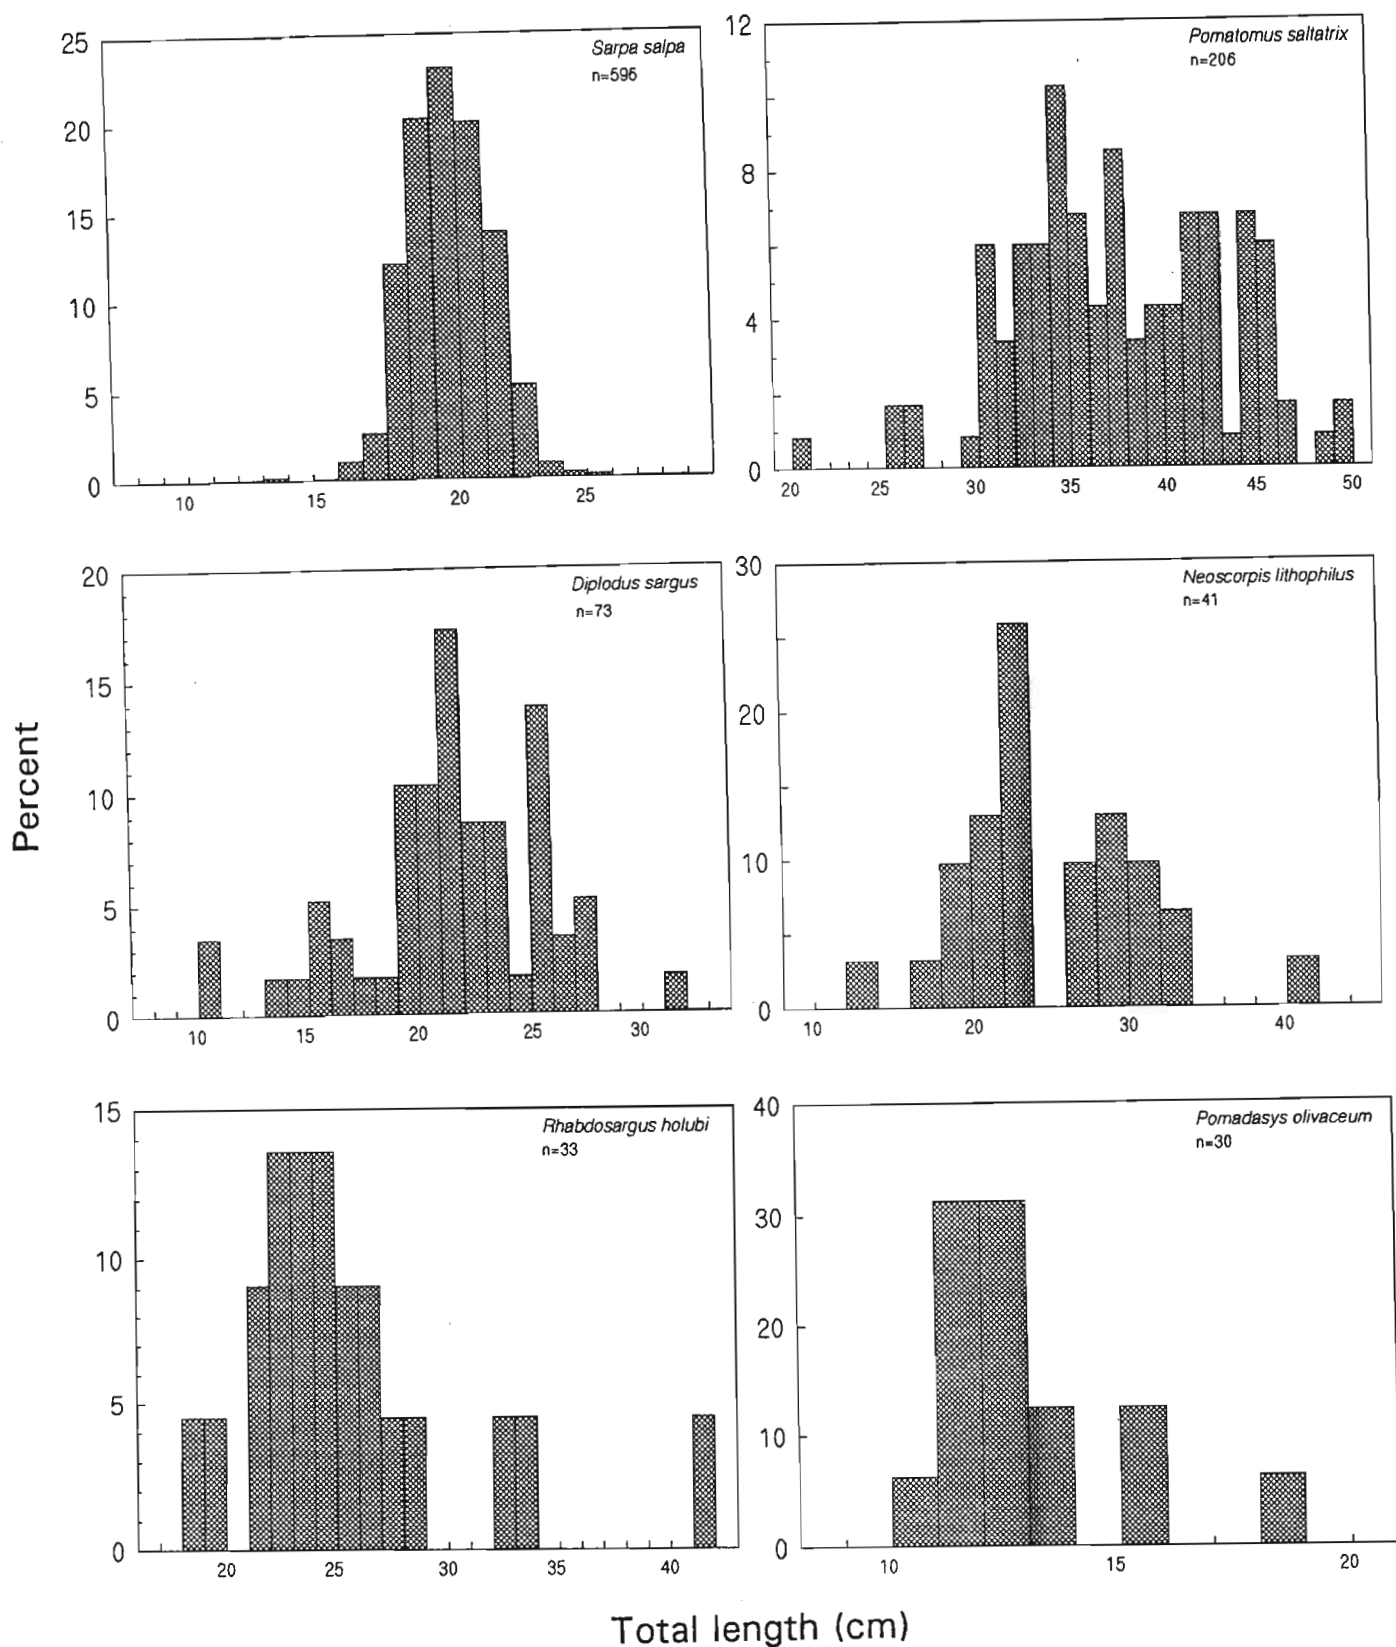 Sarpa salpa
n=596
25
20
15
10
5
0
10 15 20 25
Pomatomus saltatrix
n=206
12
8
4
0
20 25 30 35 40 45 50
Diplodus sargus
n=73
20
15
10
5
0
10 15 20 25 30
Neoscorpis lithophilus
n=41
30
20
10
0
10 20 30 40
Rhabdosargus holubi
n=33
15
10
5
0
20 25 30 35 40
Pomadasys olivaceum
n=30
40
30
20
10
0
10 15 20
Percent
Total length (cm)